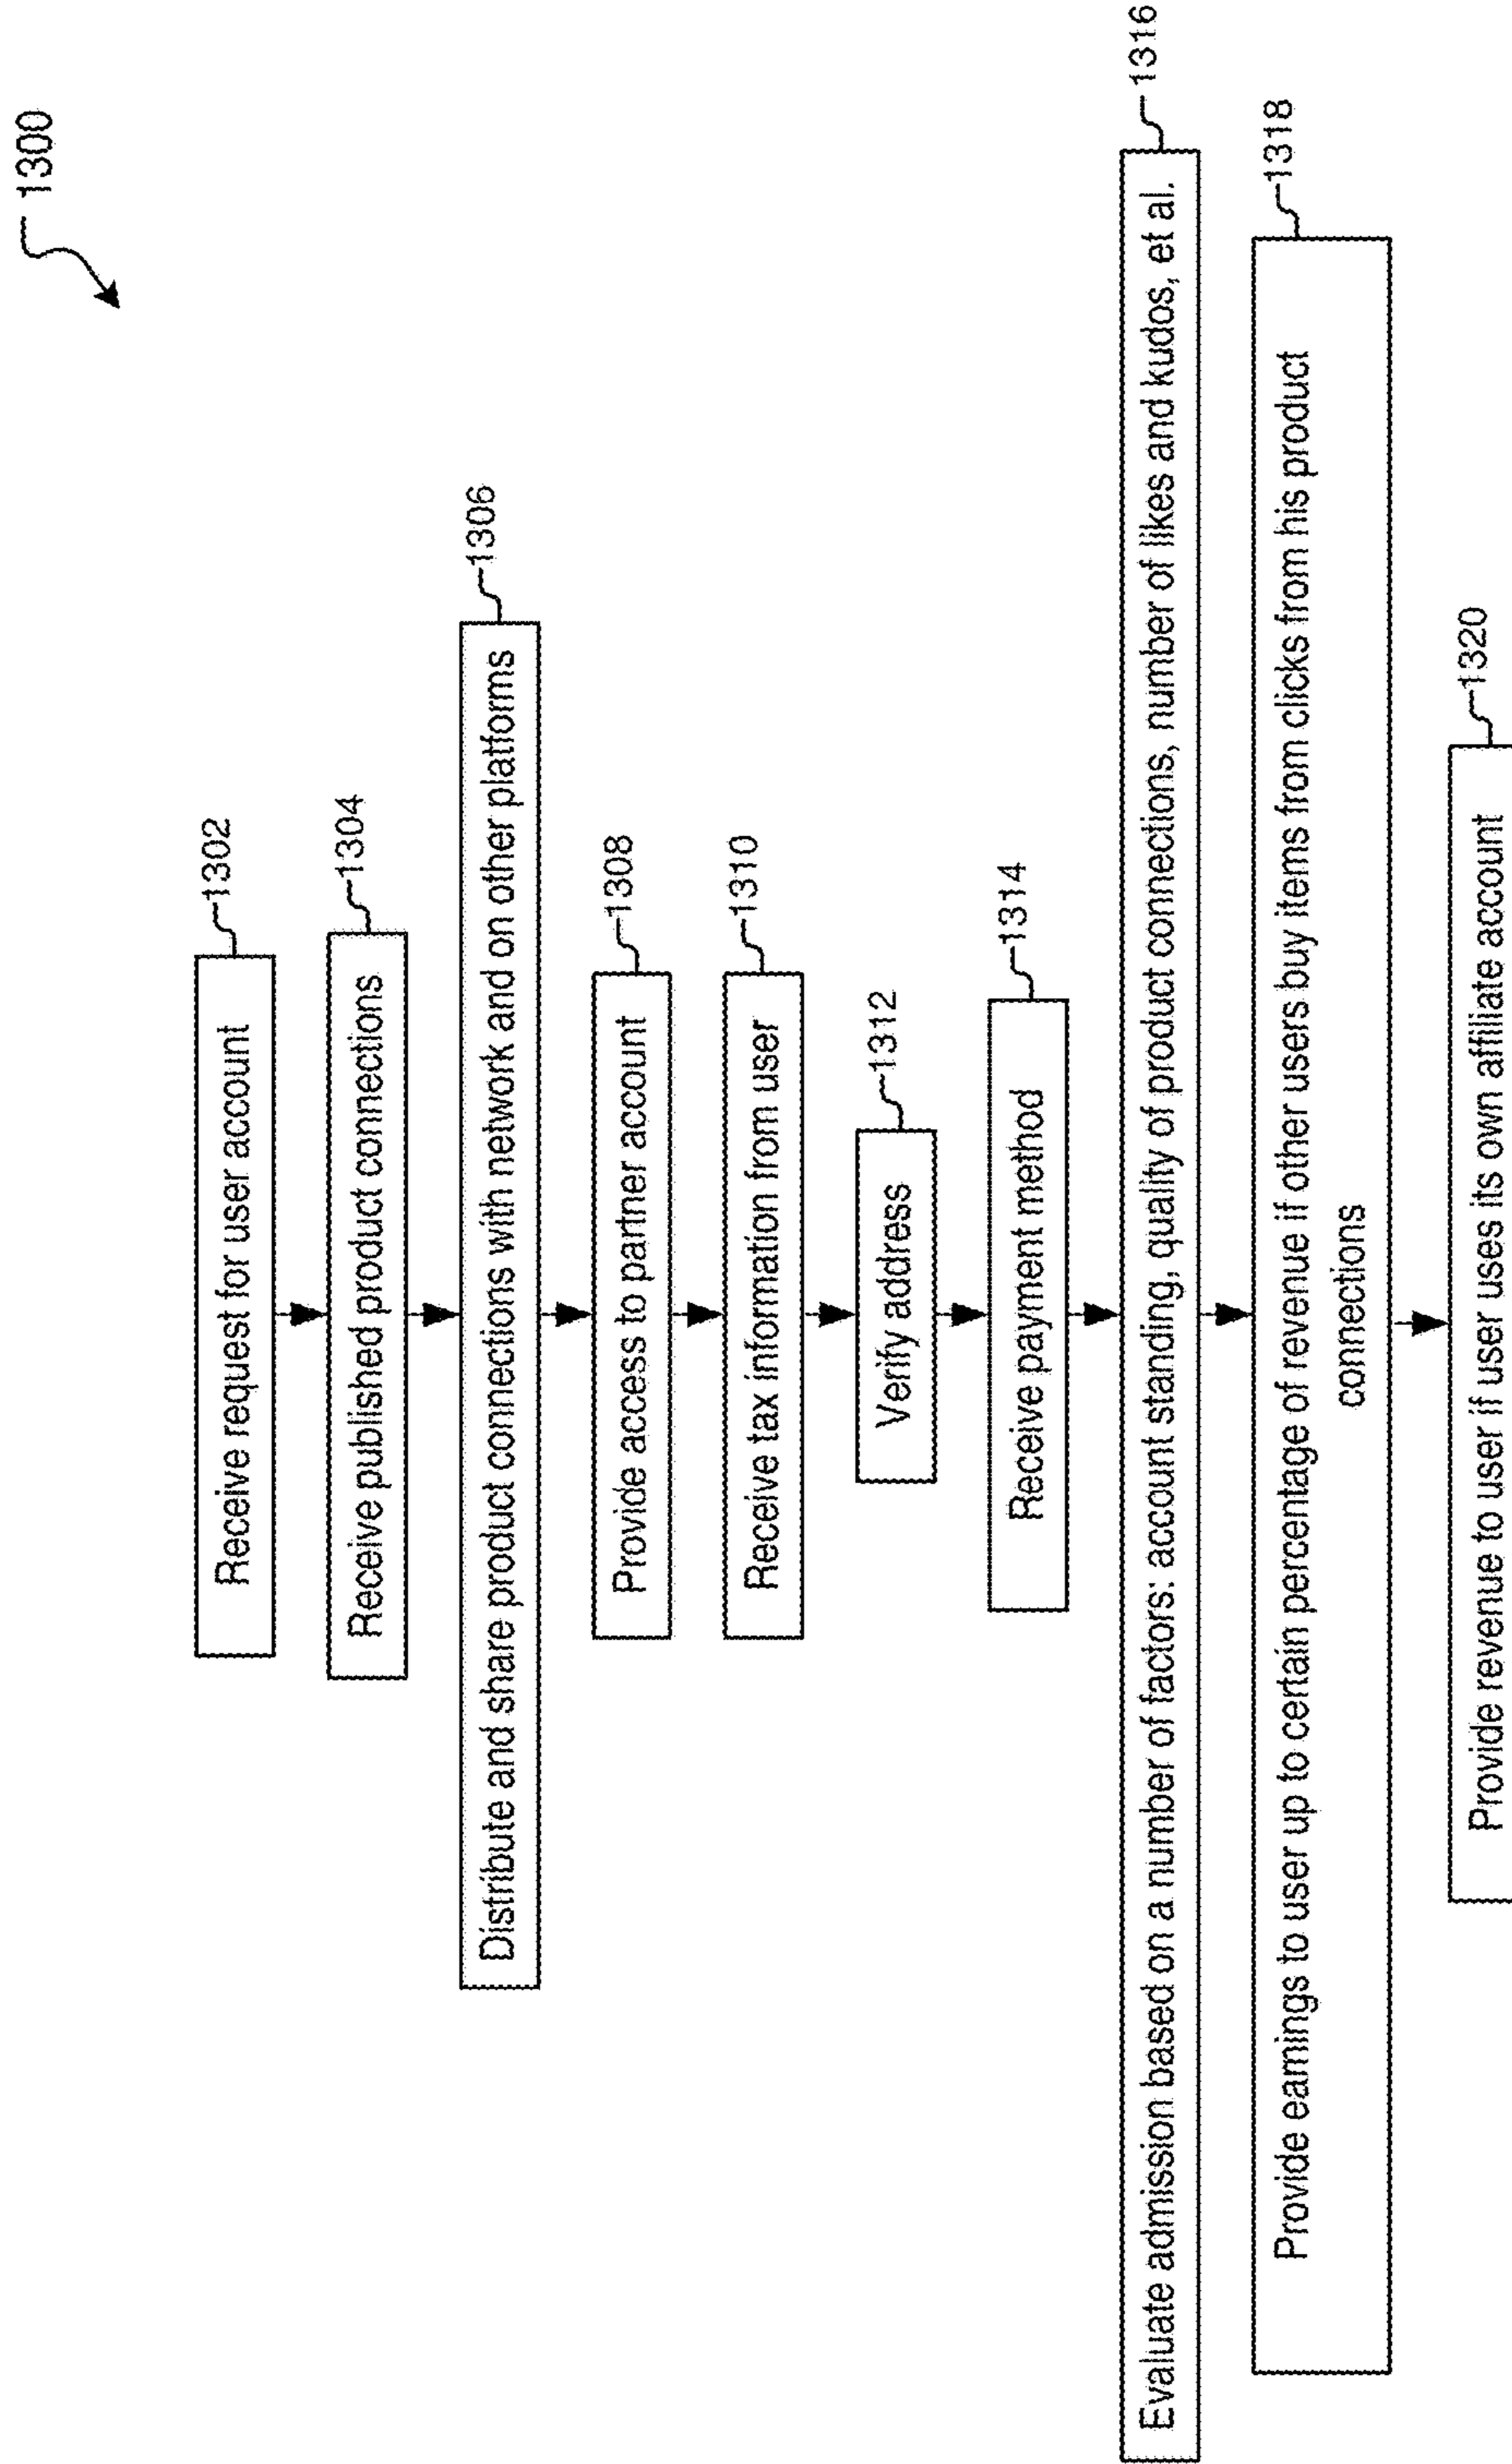 1300
Receive request for user account
1302
Receive published product connections
1304
Distribute and share product connections with network and on other platforms
1306
Provide access to partner account
1308
Receive tax information from user
1310
Verify address
1312
Receive payment method
1314
Evaluate admission based on a number of factors: account standing, quality of product connections, number of likes and kudos, et al.
1316
Provide earnings to user up to certain percentage of revenue if other users buy items from clicks from his product
connections
1318
Provide revenue to user if user uses its own affiliate account
1320